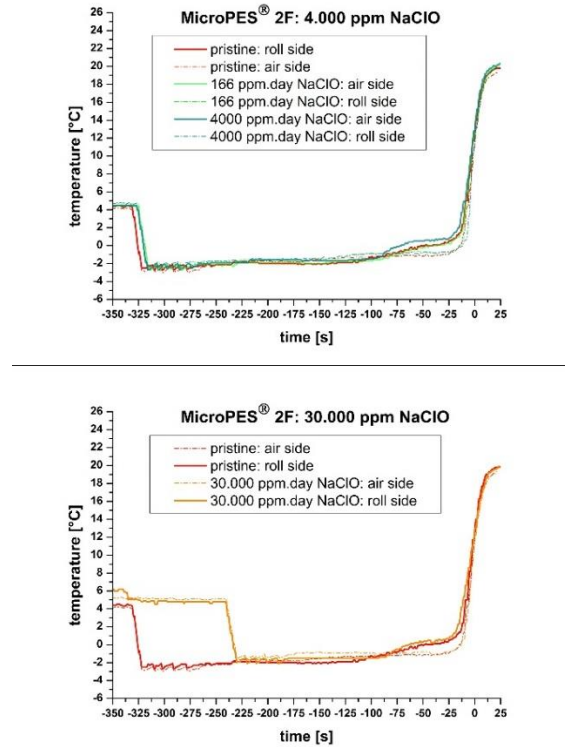 MicroPES® 2F: 4.000 ppm NaClO
pristine: roll side
pristine: air side
166 ppm.day NaClO: air side
166 ppm.day NaClO: roll side
4000 ppm.day NaClO: air side
4000 ppm.day NaClO: roll side
temperature [°C]
26
24
22
20
18
16
14
12
10
8
6
4
2
0
-2
-4
-6
-350 -325 -300 -275 -250 -225 -200 -175 -150 -125 -100 -75 -50 -25 0 25
time [s]
MicroPES® 2F: 30.000 ppm NaClO
pristine: air side
pristine: roll side
30.000 ppm.day NaClO: air side
30.000 ppm.day NaClO: roll side
temperature [°C]
26
24
22
20
18
16
14
12
10
8
6
4
2
0
-2
-4
-6
-350 -325 -300 -275 -250 -225 -200 -175 -150 -125 -100 -75 -50 -25 0 25
time [s]